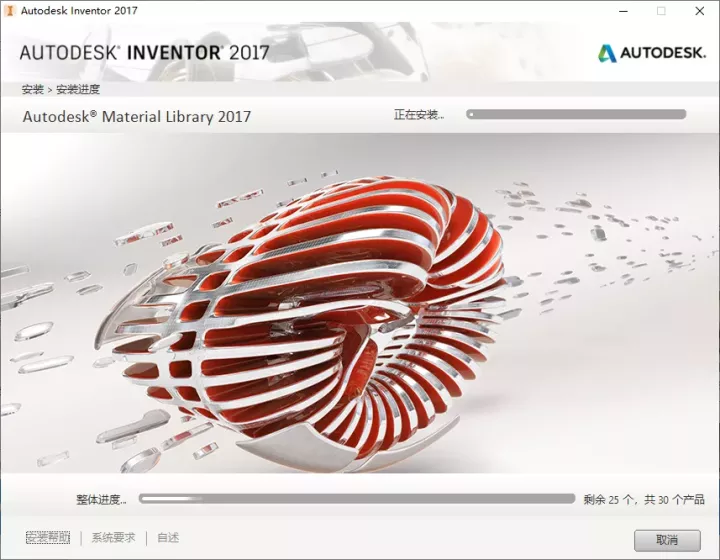 Autodesk Inventor 2017
AUTODESK® INVENTOR® 2017
AUTODESK.
安装 > 安装进度
Autodesk® Material Library 2017
正在安装...
整体进度...
剩余 25 个，共 30 个产品
安装帮助 | 系统要求 | 自述
取消